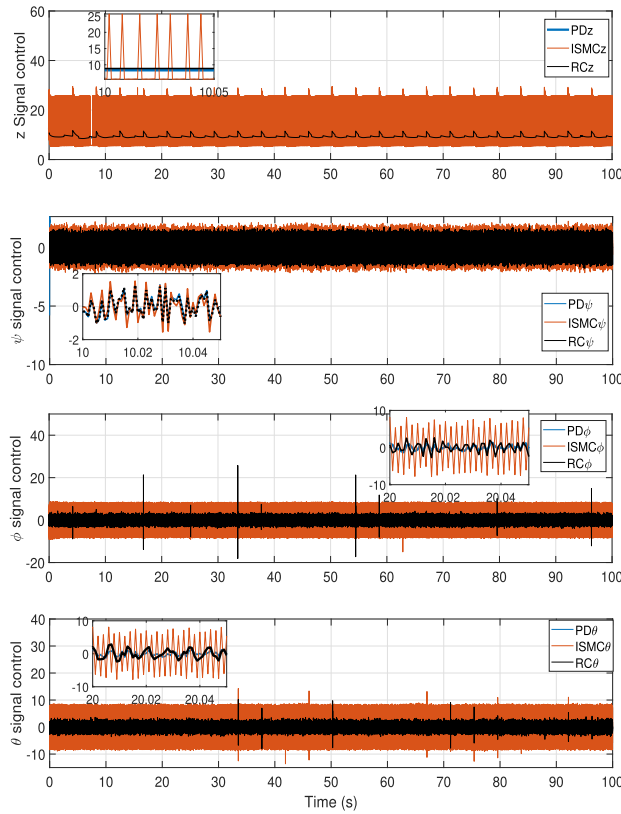 60
40
20
0
z Signal control
25
20
15
10
10 10.05
PDz
ISMCz
RCz
0 10 20 30 40 50 60 70 80 90 100
0
-5
-10
ψ signal control
2
0
-2
10 10.02 10.04
PDψ
ISMCψ
RCψ
0 10 20 30 40 50 60 70 80 90 100
40
20
0
-20
ϕ signal control
10
0
-10
20 20.02 20.04
PDϕ
ISMCϕ
RCϕ
0 10 20 30 40 50 60 70 80 90 100
40
30
20
10
0
-10
θ signal control
10
0
-10
20 20.02 20.04
PDθ
ISMCθ
RCθ
0 10 20 30 40 50 60 70 80 90 100
Time (s)